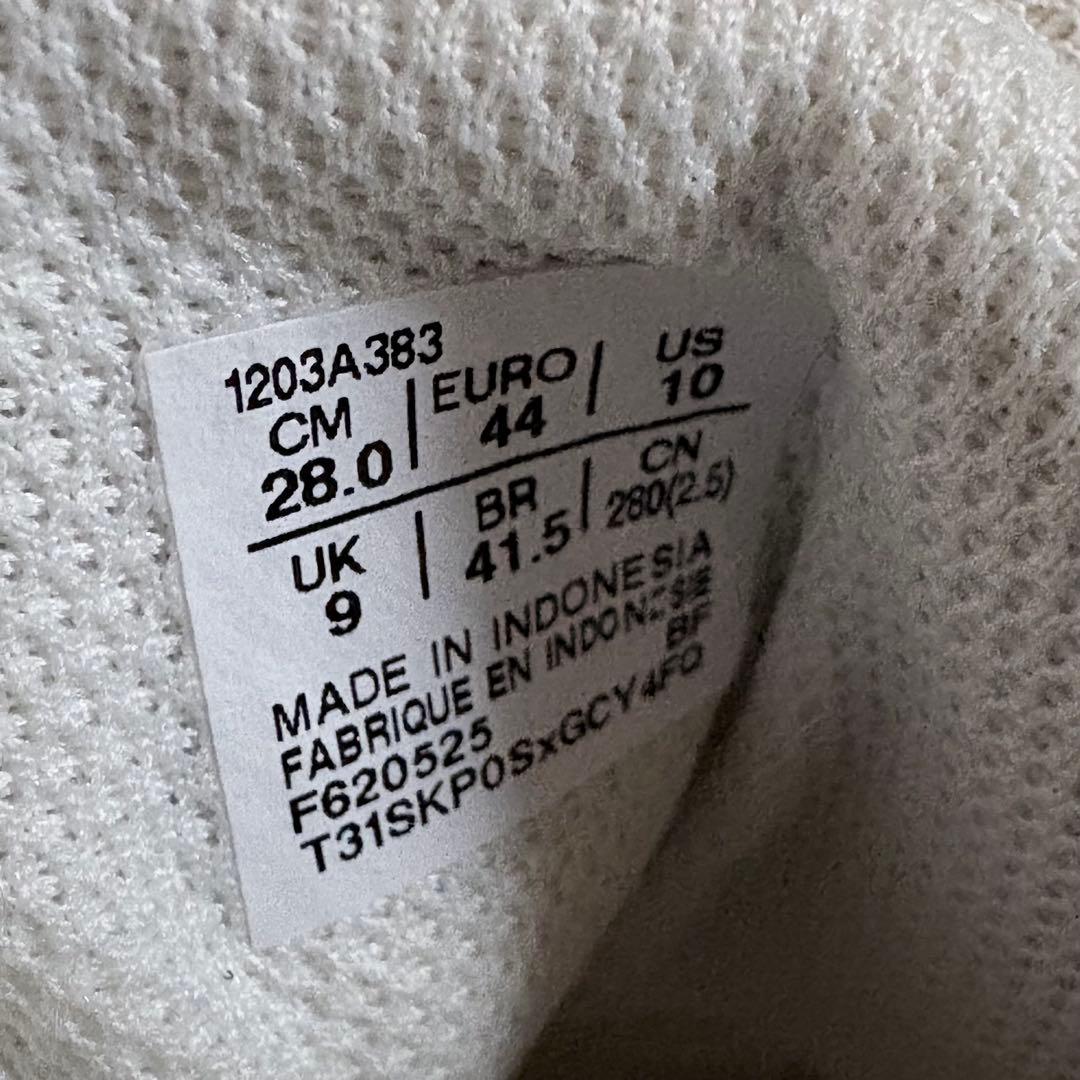 1203A383
CM | EURO | US
28.0 | 44 | 10
UK | BR | CN
9 | 41.5 | 280(2.5)
MADE IN INDONESIA
FABRIQUE EN INDONESIE
F620525 BF
T31SKP0SxGCY4FQ